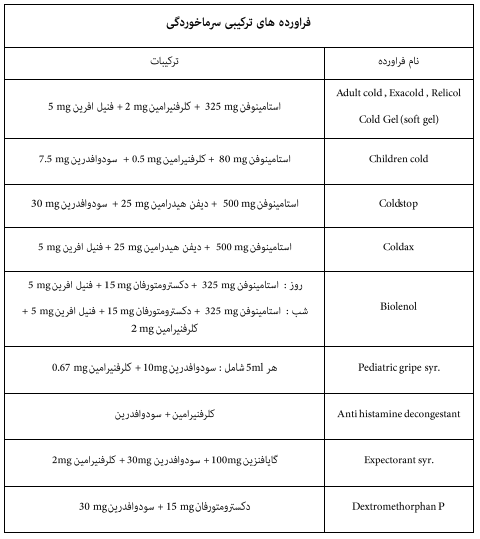 فراورده های ترکیبی سرماخوردگی
نام فراورده
ترکیبات
Adult cold , Exacold , Relicol
Cold Gel (soft gel)
استامینوفن 325 mg + کلرفنیرامین 2 mg + فنیل افرین 5 mg
Children cold
استامینوفن 80 mg + کلرفنیرامین 0.5 mg + سودوافدرین 7.5 mg
Coldstop
استامینوفن 500 mg + دیفن هیدرامین 25 mg + سودوافدرین 30 mg
Coldax
استامینوفن 500 mg + دیفن هیدرامین 25 mg + فنیل افرین 5 mg
Biolenol
روز : استامینوفن 325 mg + دکسترومتورفان 15 mg + فنیل افرین 5 mg
شب : استامینوفن 325 mg + دکسترومتورفان 15 mg + فنیل افرین 5 mg +
کلرفنیرامین 2 mg
Pediatric gripe syr.
هر 5ml شامل : سودوافدرین 10mg + کلرفنیرامین 0.67 mg
Anti histamine decongestant
کلرفنیرامین + سودوافدرین
Expectorant syr.
گایافنزین 100mg + سودوافدرین 30mg + کلرفنیرامین 2mg
Dextromethorphan P
دکسترومتورفان 15 mg + سودوافدرین 30 mg